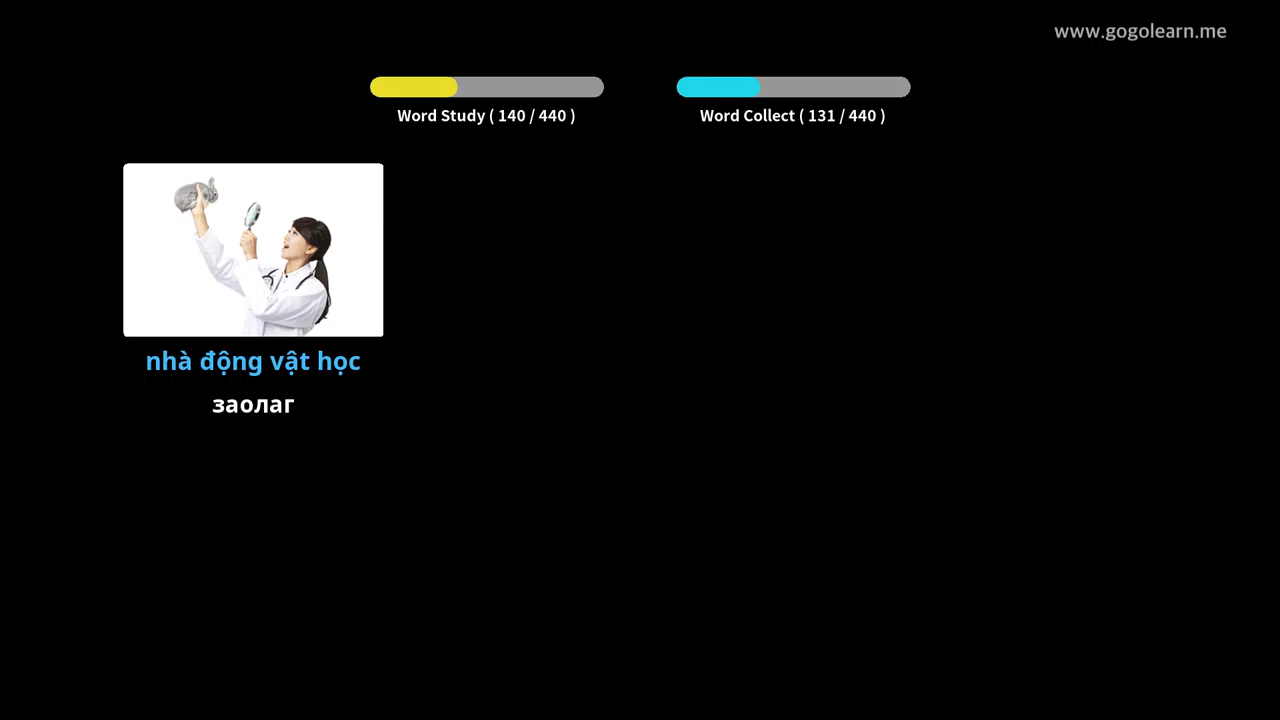 www.gogolearn.me
Word Study ( 140 / 440 )
Word Collect ( 131 / 440 )
nhà động vật học
заолаг